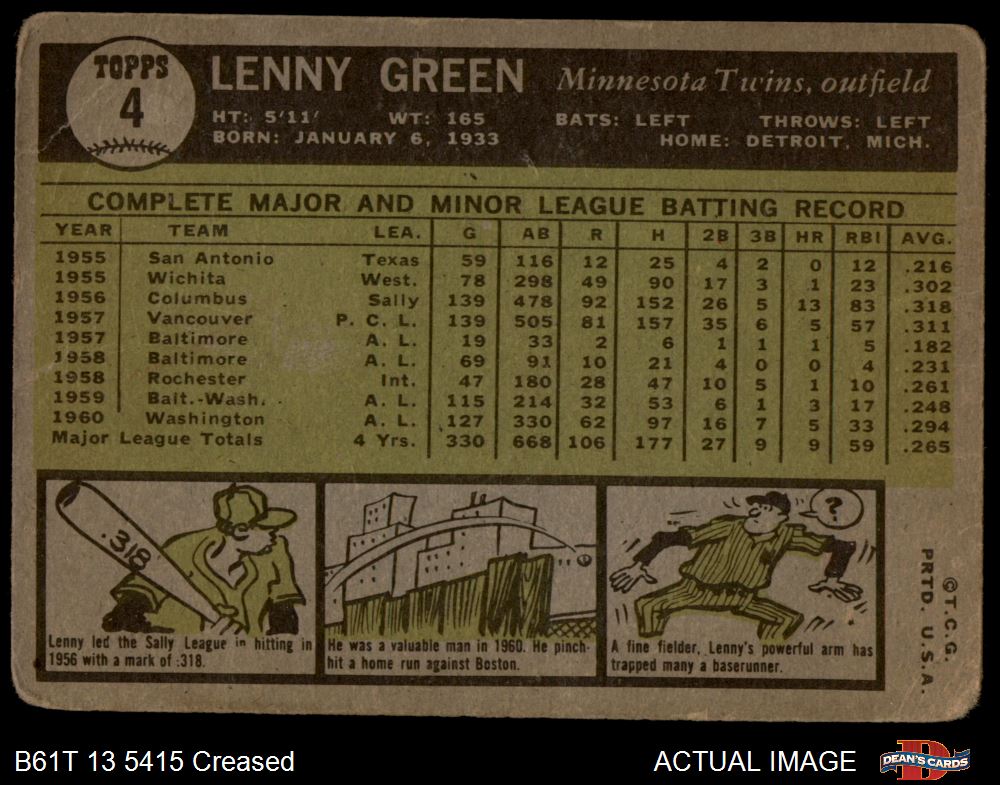 TOPPS
4
LENNY GREEN Minnesota Twins, outfield
HT: 5'11' WT: 165 BATS: LEFT THROWS: LEFT
BORN: JANUARY 6, 1933 HOME: DETROIT, MICH.
COMPLETE MAJOR AND MINOR LEAGUE BATTING RECORD
YEAR TEAM LEA. G AB R H 2B 3B HR RBI AVG.
1955 San Antonio Texas 59 116 12 25 4 2 0 12 .216
1955 Wichita West. 78 298 49 90 17 3 1 23 .302
1956 Columbus Sally 139 478 92 152 26 5 13 83 .318
1957 Vancouver P. C. L. 139 505 81 157 35 6 5 57 .311
1957 Baltimore A. L. 19 33 2 6 1 1 1 5 .182
1958 Baltimore A. L. 69 91 10 21 4 0 0 4 .231
1958 Rochester Int. 47 180 28 47 10 5 1 10 .261
1959 Balt.-Wash. A. L. 115 214 32 53 6 1 3 17 .248
1960 Washington A. L. 127 330 62 97 16 7 5 33 .294
Major League Totals 4 Yrs. 330 668 106 177 27 9 9 59 .265
.318
Lenny led the Sally League in hitting in
1956 with a mark of .318.
He was a valuable man in 1960. He pinch-
hit a home run against Boston.
?
A fine fielder, Lenny's powerful arm has
trapped many a baserunner.
©T.C.G.
PRTD. U.S.A.
B61T 13 5415 Creased
ACTUAL IMAGE
D
DEAN'S CARDS